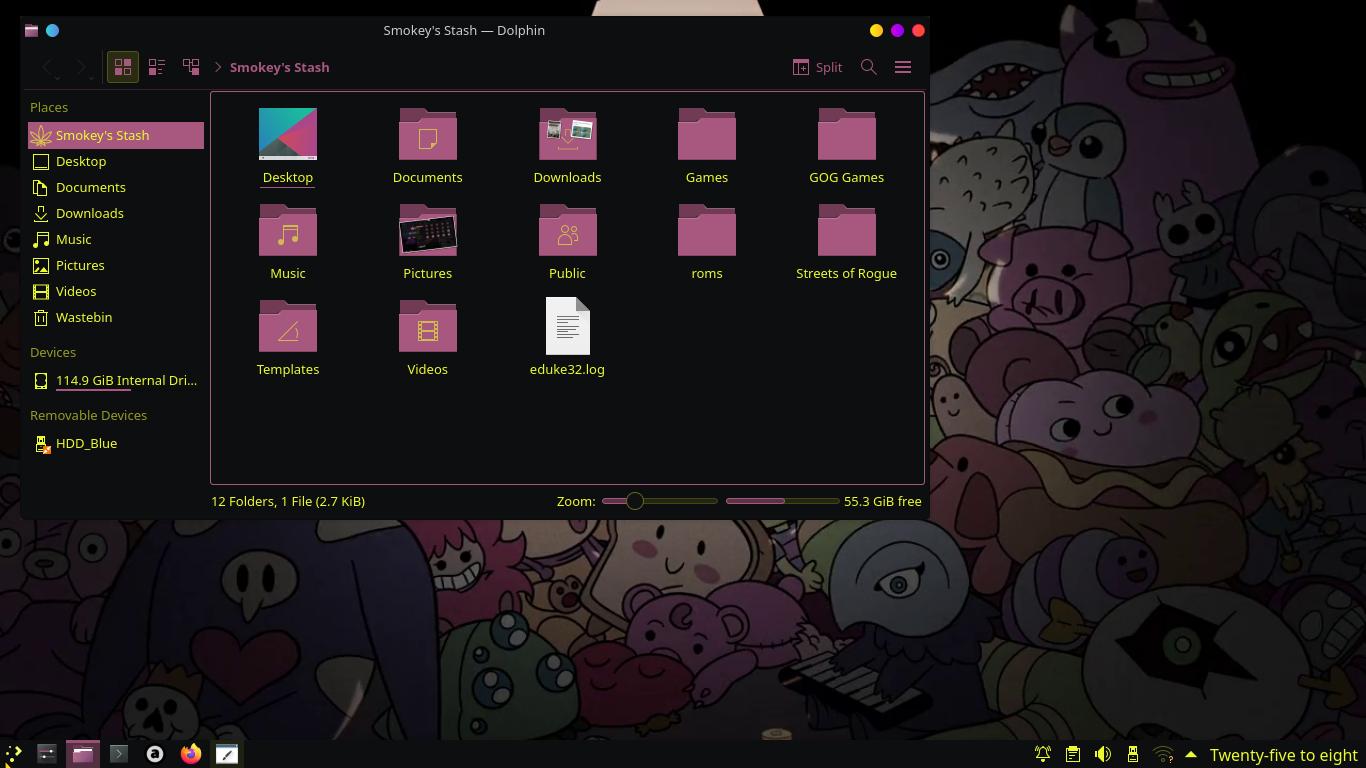 Smokey's Stash — Dolphin
Smokey's Stash
Split
Places
Smokey's Stash
Desktop
Documents
Downloads
Music
Pictures
Videos
Wastebin
Devices
114.9 GiB Internal Dri...
Removable Devices
HDD_Blue
Desktop
Documents
Downloads
Games
GOG Games
Music
Pictures
Public
roms
Streets of Rogue
Templates
Videos
eduke32.log
12 Folders, 1 File (2.7 KiB)
Zoom:
55.3 GiB free
a
Twenty-five to eight